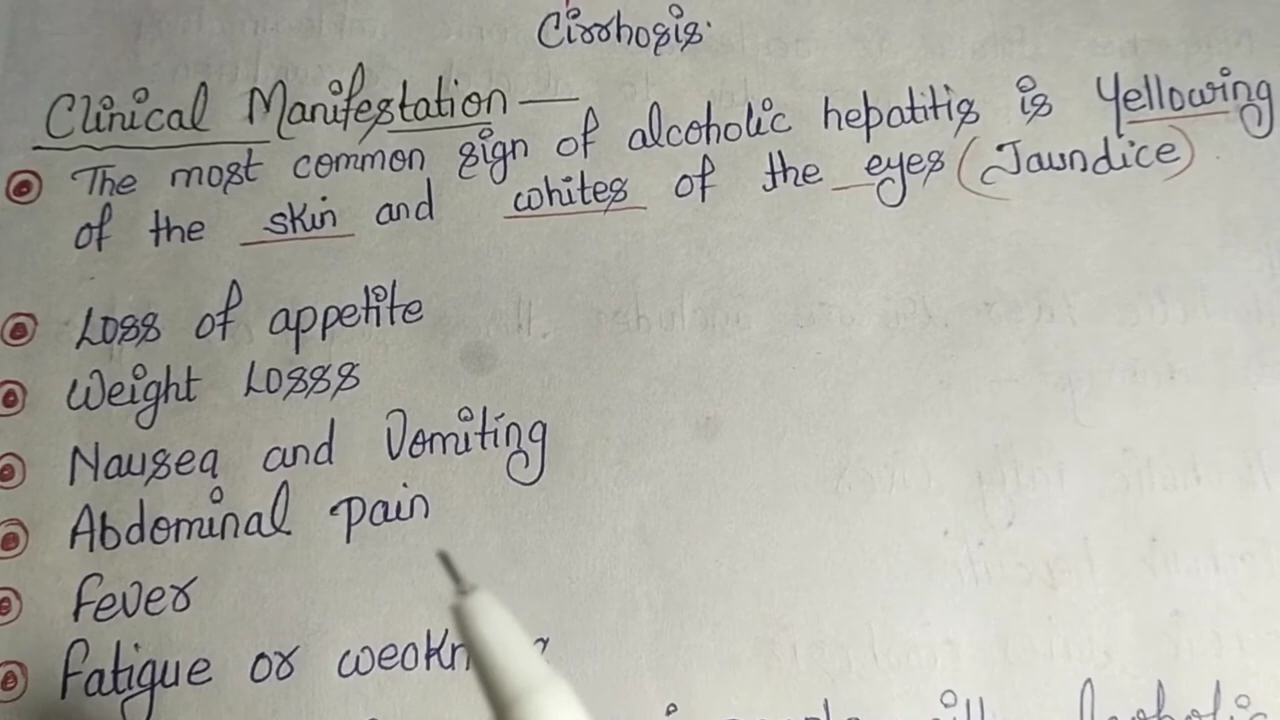 Cirrhosis.
Clinical Manifestation —
The most common sign of alcoholic hepatitis is Yellowing
of the skin and whites of the eyes (Jaundice)
Loss of appetite
Weight Losss
Nausea and Vomiting
Abdominal pain
Fever
Fatigue or